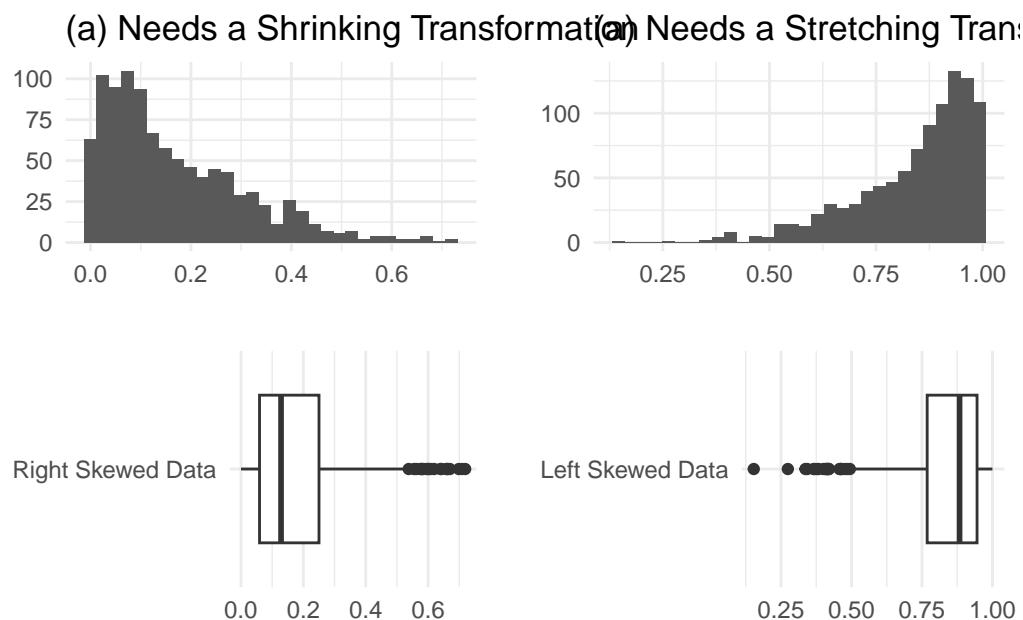 (a) Needs a Shrinking Transformation
(a) Needs a Stretching Trans
100
75
50
25
0
0.0 0.2 0.4 0.6
100
50
0
0.25 0.50 0.75 1.00
Right Skewed Data
0.0 0.2 0.4 0.6
Left Skewed Data
0.25 0.50 0.75 1.00